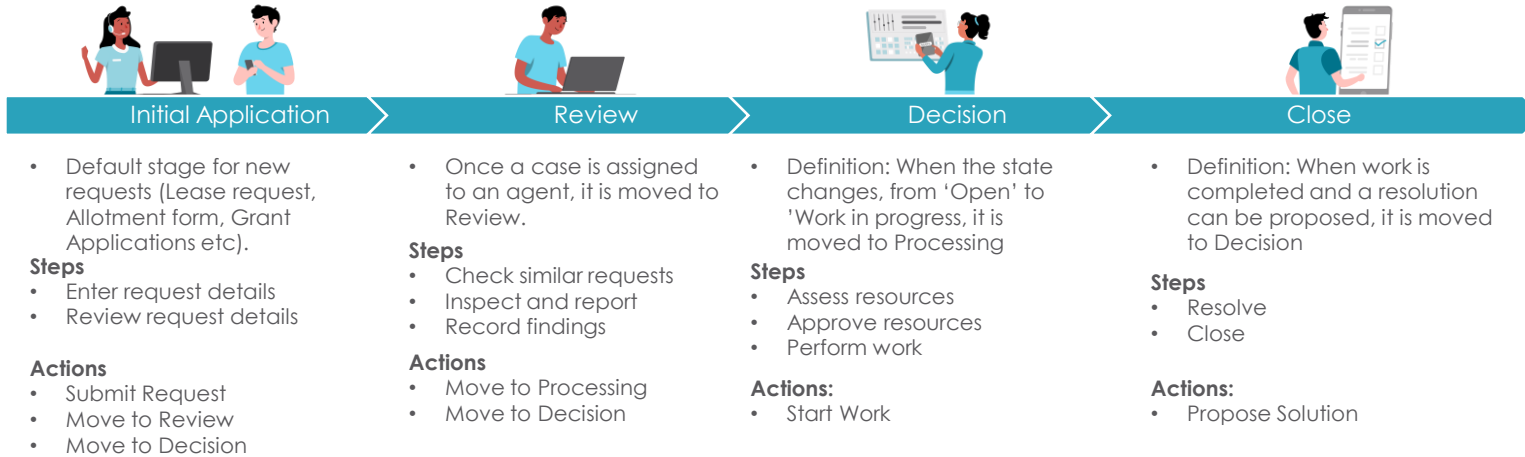 Initial Application
Review
Decision
Close
• Default stage for new
requests (Lease request,
Allotment form, Grant
Applications etc).
Steps
• Enter request details
• Review request details
Actions
• Submit Request
• Move to Review
• Move to Decision
• Once a case is assigned
to an agent, it is moved to
Review.
Steps
• Check similar requests
• Inspect and report
• Record findings
Actions
• Move to Processing
• Move to Decision
• Definition: When the state
changes, from ‘Open’ to
’Work in progress, it is
moved to Processing
Steps
• Assess resources
• Approve resources
• Perform work
Actions:
• Start Work
• Definition: When work is
completed and a resolution
can be proposed, it is moved
to Decision
Steps
• Resolve
• Close
Actions:
• Propose Solution